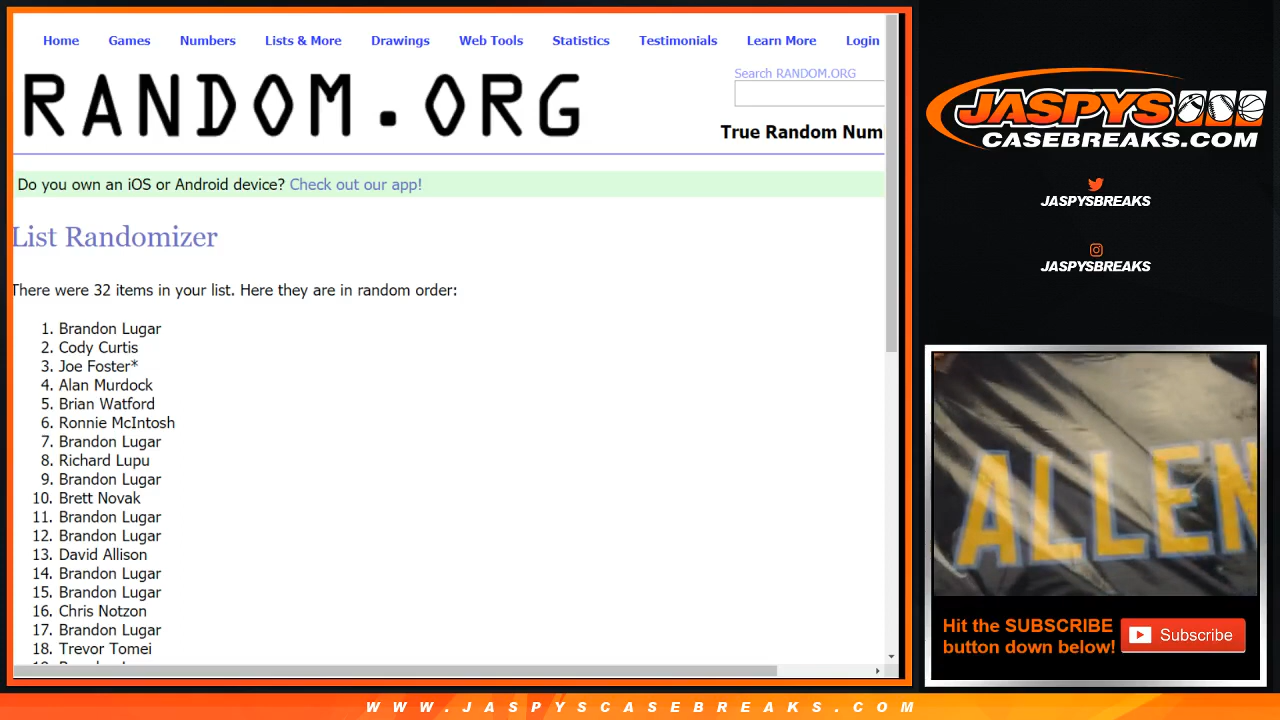 Home Games Numbers Lists & More Drawings Web Tools Statistics Testimonials Learn More Login
RANDOM.ORG
Search RANDOM.ORG
True Random Num
Do you own an iOS or Android device? Check out our app!
List Randomizer
There were 32 items in your list. Here they are in random order:
1. Brandon Lugar
2. Cody Curtis
3. Joe Foster*
4. Alan Murdock
5. Brian Watford
6. Ronnie McIntosh
7. Brandon Lugar
8. Richard Lupu
9. Brandon Lugar
10. Brett Novak
11. Brandon Lugar
12. Brandon Lugar
13. David Allison
14. Brandon Lugar
15. Brandon Lugar
16. Chris Notzon
17. Brandon Lugar
18. Trevor Tomei
JASPYS
CASEBREAKS.COM
JASPYSBREAKS
JASPYSBREAKS
ALLEN
Hit the SUBSCRIBE
button down below!
Subscribe
WWW.JASPYSCASEBREAKS.COM